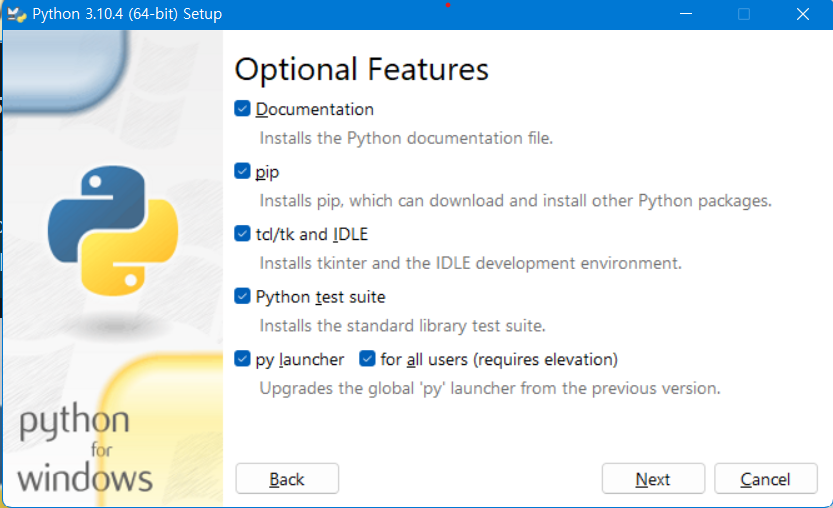 Python 3.10.4 (64-bit) Setup
Optional Features
Documentation
Installs the Python documentation file.
pip
Installs pip, which can download and install other Python packages.
tcl/tk and IDLE
Installs tkinter and the IDLE development environment.
Python test suite
Installs the standard library test suite.
py launcher for all users (requires elevation)
Upgrades the global 'py' launcher from the previous version.
python
for
windows
Back Next Cancel